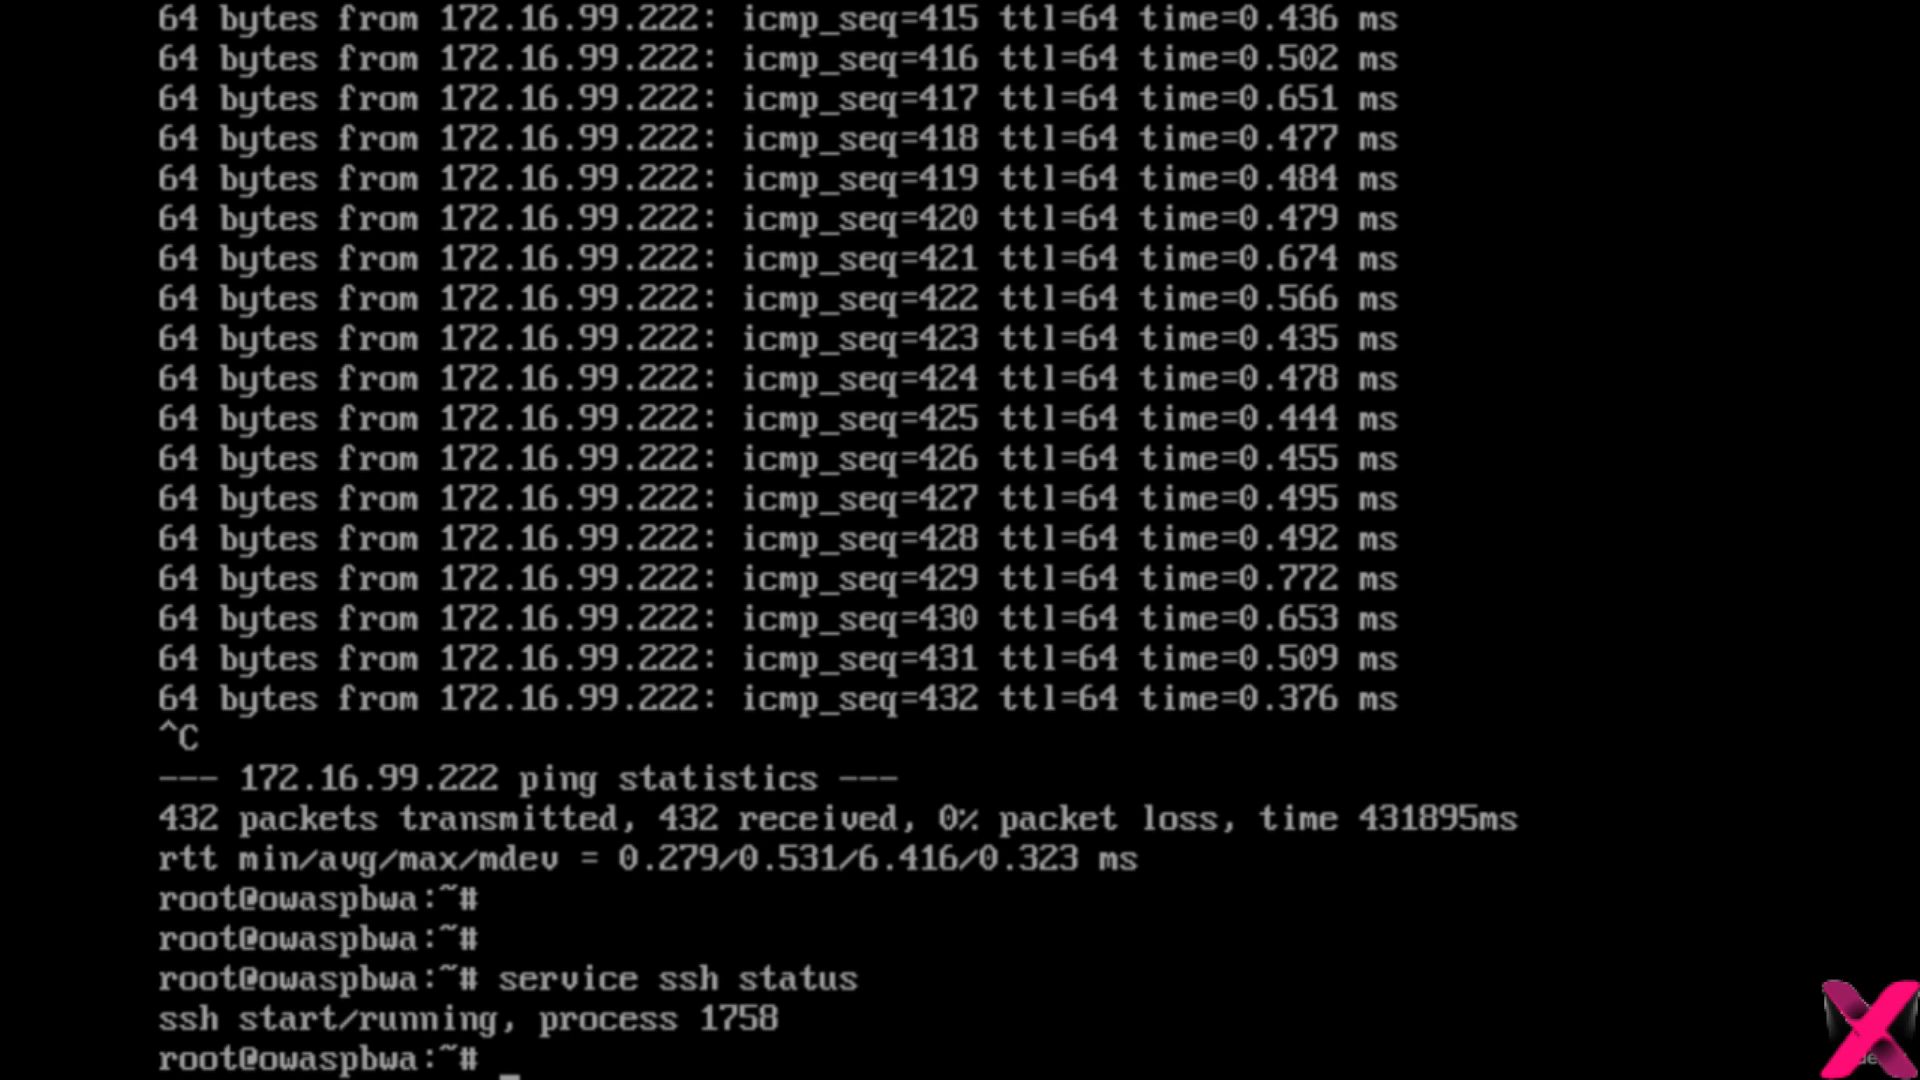 64 bytes from 172.16.99.222: icmp_seq=415 ttl=64 time=0.436 ms
64 bytes from 172.16.99.222: icmp_seq=416 ttl=64 time=0.502 ms
64 bytes from 172.16.99.222: icmp_seq=417 ttl=64 time=0.651 ms
64 bytes from 172.16.99.222: icmp_seq=418 ttl=64 time=0.477 ms
64 bytes from 172.16.99.222: icmp_seq=419 ttl=64 time=0.484 ms
64 bytes from 172.16.99.222: icmp_seq=420 ttl=64 time=0.479 ms
64 bytes from 172.16.99.222: icmp_seq=421 ttl=64 time=0.674 ms
64 bytes from 172.16.99.222: icmp_seq=422 ttl=64 time=0.566 ms
64 bytes from 172.16.99.222: icmp_seq=423 ttl=64 time=0.435 ms
64 bytes from 172.16.99.222: icmp_seq=424 ttl=64 time=0.478 ms
64 bytes from 172.16.99.222: icmp_seq=425 ttl=64 time=0.444 ms
64 bytes from 172.16.99.222: icmp_seq=426 ttl=64 time=0.455 ms
64 bytes from 172.16.99.222: icmp_seq=427 ttl=64 time=0.495 ms
64 bytes from 172.16.99.222: icmp_seq=428 ttl=64 time=0.492 ms
64 bytes from 172.16.99.222: icmp_seq=429 ttl=64 time=0.772 ms
64 bytes from 172.16.99.222: icmp_seq=430 ttl=64 time=0.653 ms
64 bytes from 172.16.99.222: icmp_seq=431 ttl=64 time=0.509 ms
64 bytes from 172.16.99.222: icmp_seq=432 ttl=64 time=0.376 ms
^C
--- 172.16.99.222 ping statistics ---
432 packets transmitted, 432 received, 0% packet loss, time 431895ms
rtt min/avg/max/mdev = 0.279/0.531/6.416/0.323 ms
root@owaspbwa:~#
root@owaspbwa:~#
root@owaspbwa:~# service ssh status
ssh start/running, process 1758
root@owaspbwa:~# _
X